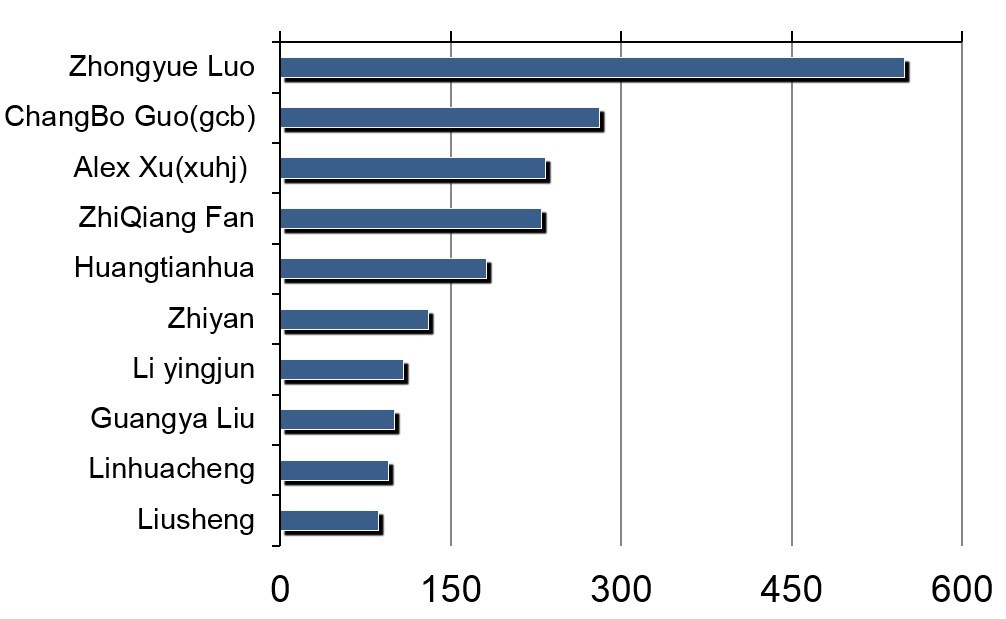 Zhongyue Luo
ChangBo Guo(gcb)
Alex Xu(xuhj)
ZhiQiang Fan
Huangtianhua
Zhiyan
Li yingjun
Guangya Liu
Linhuacheng
Liusheng
0 150 300 450 600